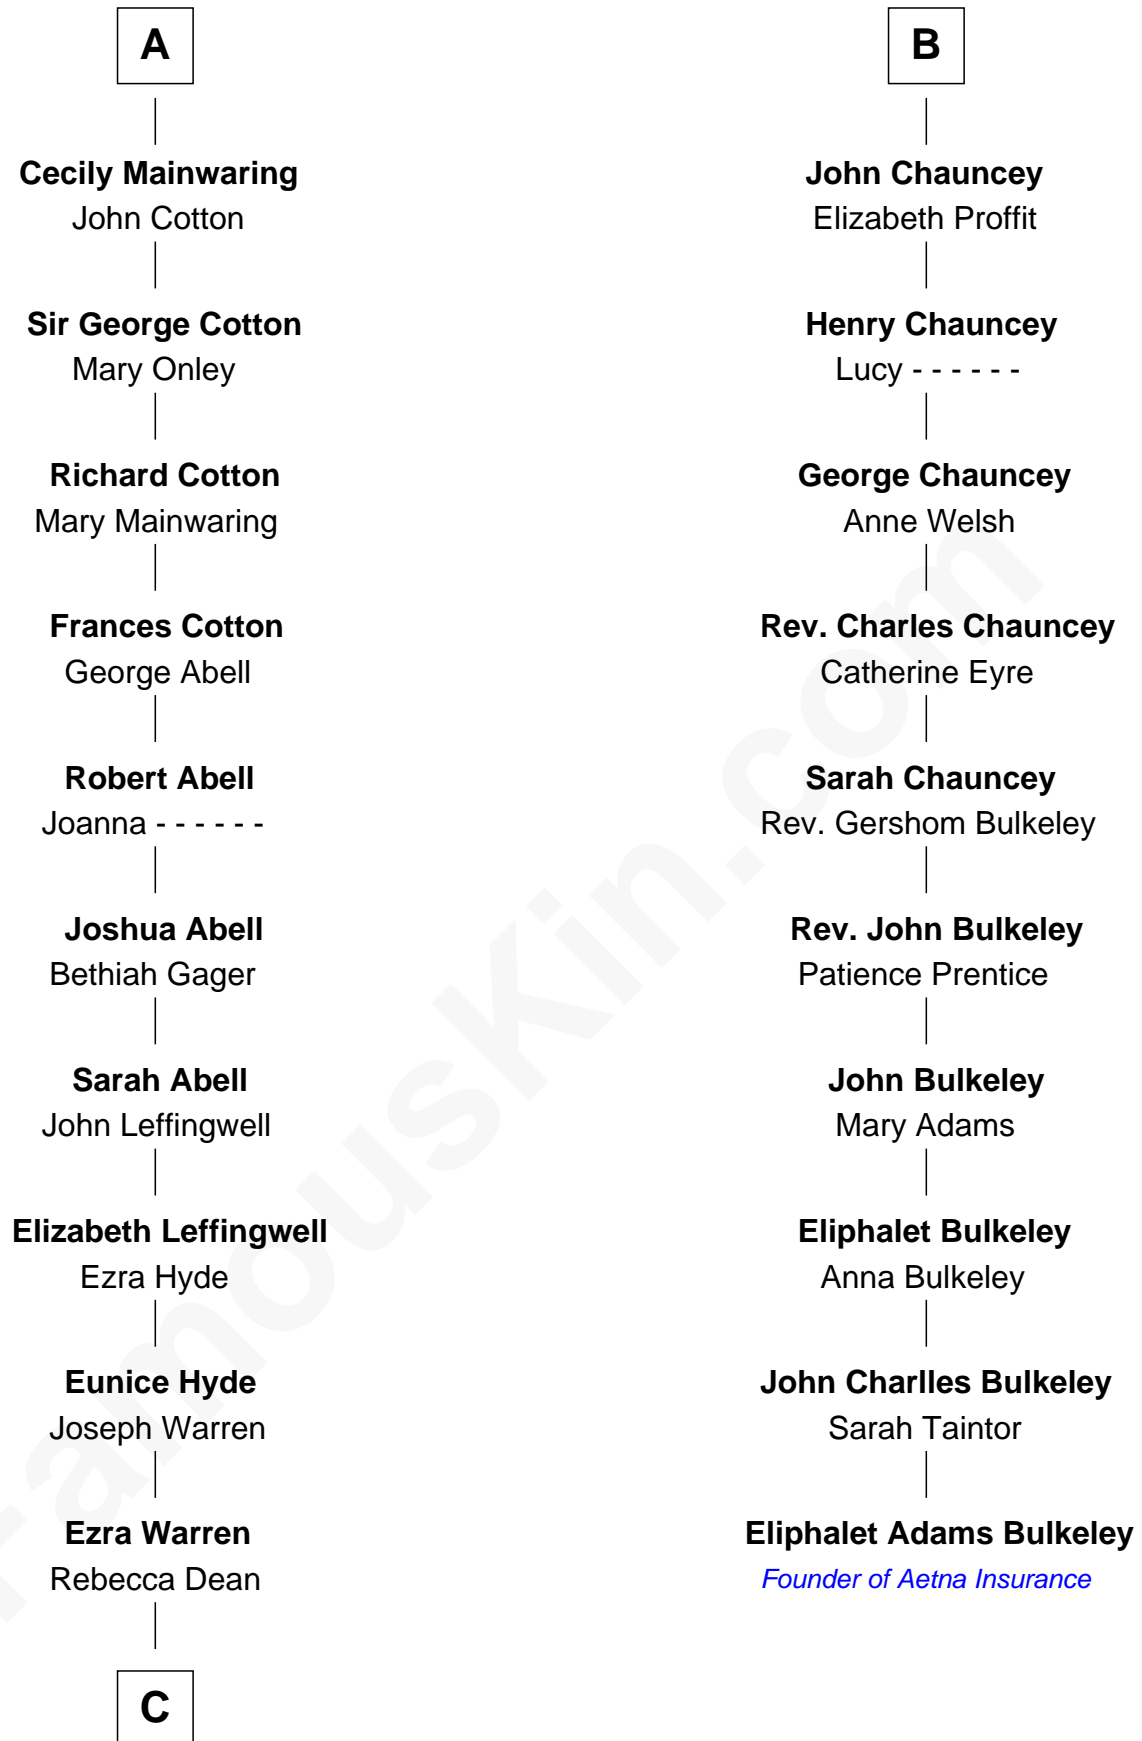 A
Cecily Mainwaring
John Cotton
Sir George Cotton
Mary Onley
Richard Cotton
Mary Mainwaring
Frances Cotton
George Abell
Robert Abell
Joanna - - - - - -
Joshua Abell
Bethiah Gager
Sarah Abell
John Leffingwell
Elizabeth Leffingwell
Ezra Hyde
Eunice Hyde
Joseph Warren
Ezra Warren
Rebecca Dean
C
B
John Chauncey
Elizabeth Proffit
Henry Chauncey
Lucy - - - - - -
George Chauncey
Anne Welsh
Rev. Charles Chauncey
Catherine Eyre
Sarah Chauncey
Rev. Gershom Bulkeley
Rev. John Bulkeley
Patience Prentice
John Bulkeley
Mary Adams
Eliphalet Bulkeley
Anna Bulkeley
John Charlles Bulkeley
Sarah Taintor
Eliphalet Adams Bulkeley
Founder of Aetna Insurance
FamousKin.com